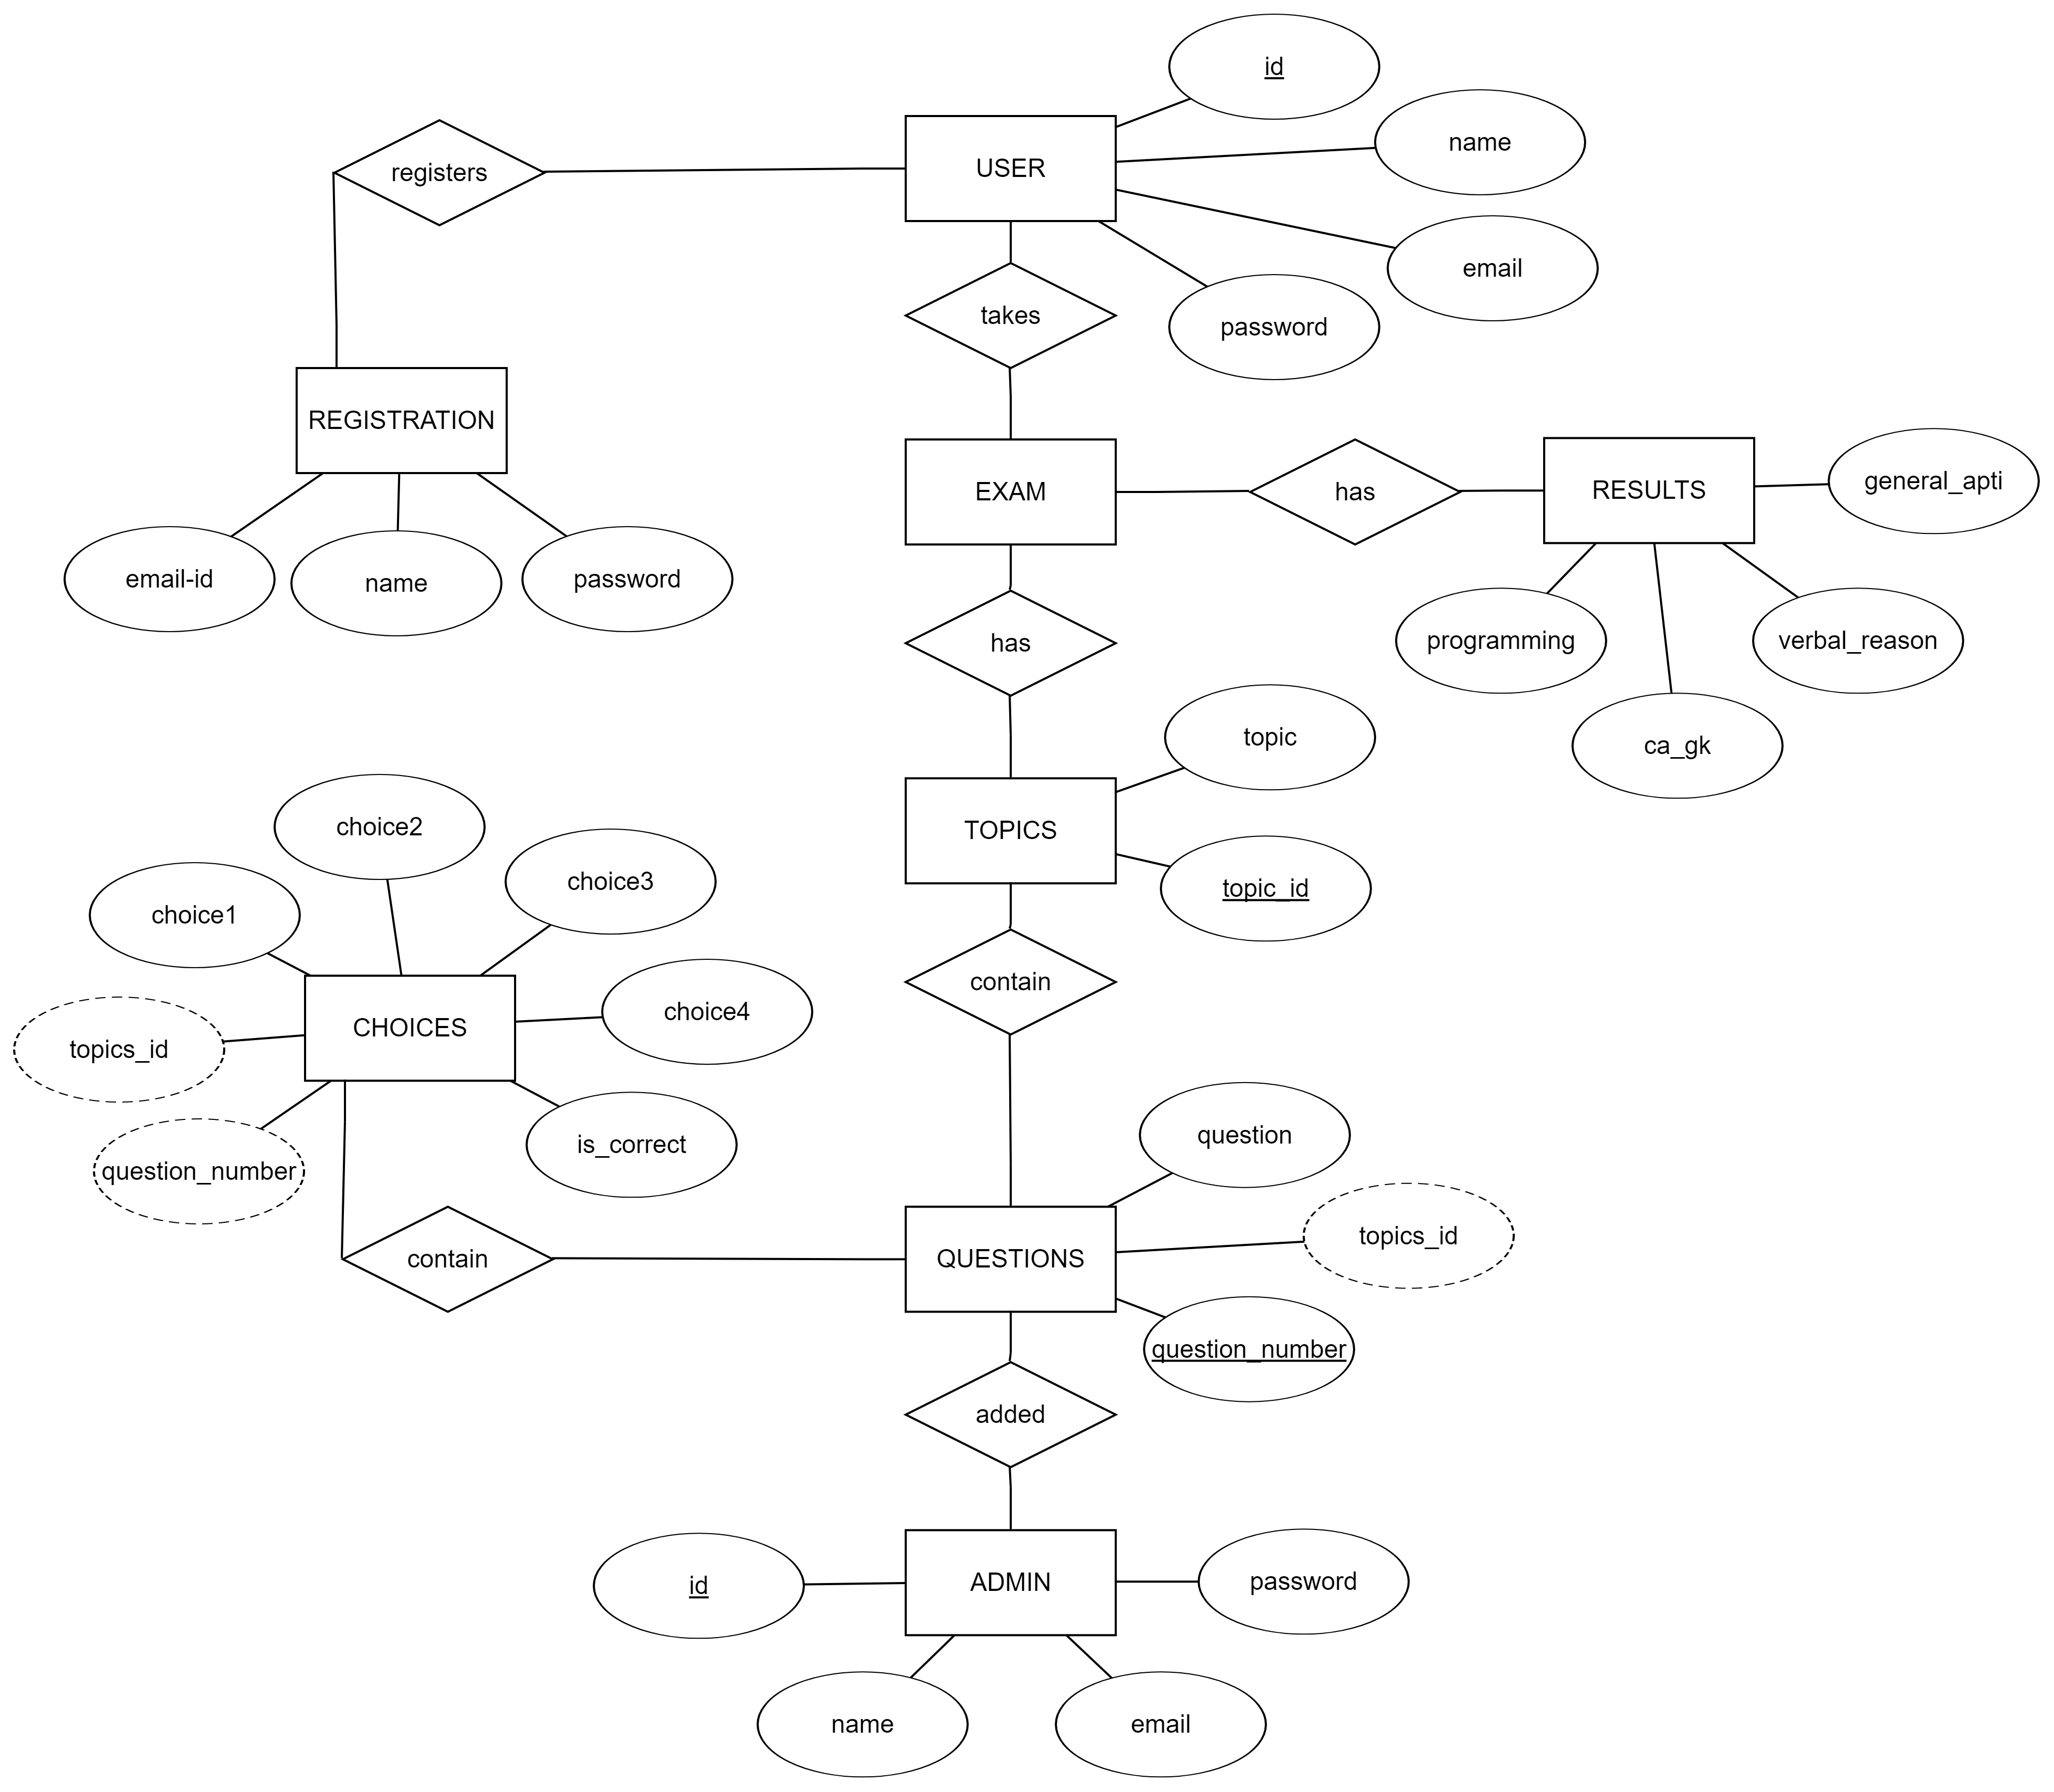 id
name
registers
USER
email
takes
password
REGISTRATION
general_apti
EXAM
has
RESULTS
email-id
name
password
has
programming
verbal_reason
topic
ca_gk
choice2
TOPICS
choice3
topic_id
choice1
contain
choice4
CHOICES
topics_id
question
is_correct
question_number
topics_id
contain
QUESTIONS
question_number
added
id
ADMIN
password
name
email